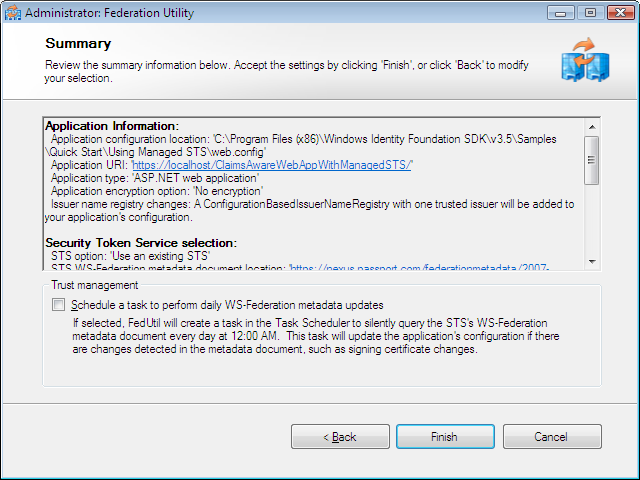 Administrator: Federation Utility
Summary
Review the summary information below. Accept the settings by clicking 'Finish', or click 'Back' to modify
your selection.
Application Information:
Application configuration location: 'C:\Program Files (x86)\Windows Identity Foundation SDK\v3.5\Samples
\Quick Start\Using Managed STS\web.config'
Application URI: 'https://localhost/ClaimsAwareWebAppWithManagedSTS/'
Application type: 'ASP.NET web application'
Application encryption option: 'No encryption'
Issuer name registry changes: A ConfigurationBasedIssuerNameRegistry with one trusted issuer will be added to
your application's configuration.
Security Token Service selection:
STS option: 'Use an existing STS'
STS WS-Federation metadata document location: 'https://nexus.passport.com/federationmetadata/2007-
Trust management
Schedule a task to perform daily WS-Federation metadata updates
If selected, FedUtil will create a task in the Task Scheduler to silently query the STS's WS-Federation
metadata document every day at 12:00 AM. This task will update the application's configuration if there
are changes detected in the metadata document, such as signing certificate changes.
< Back
Finish
Cancel